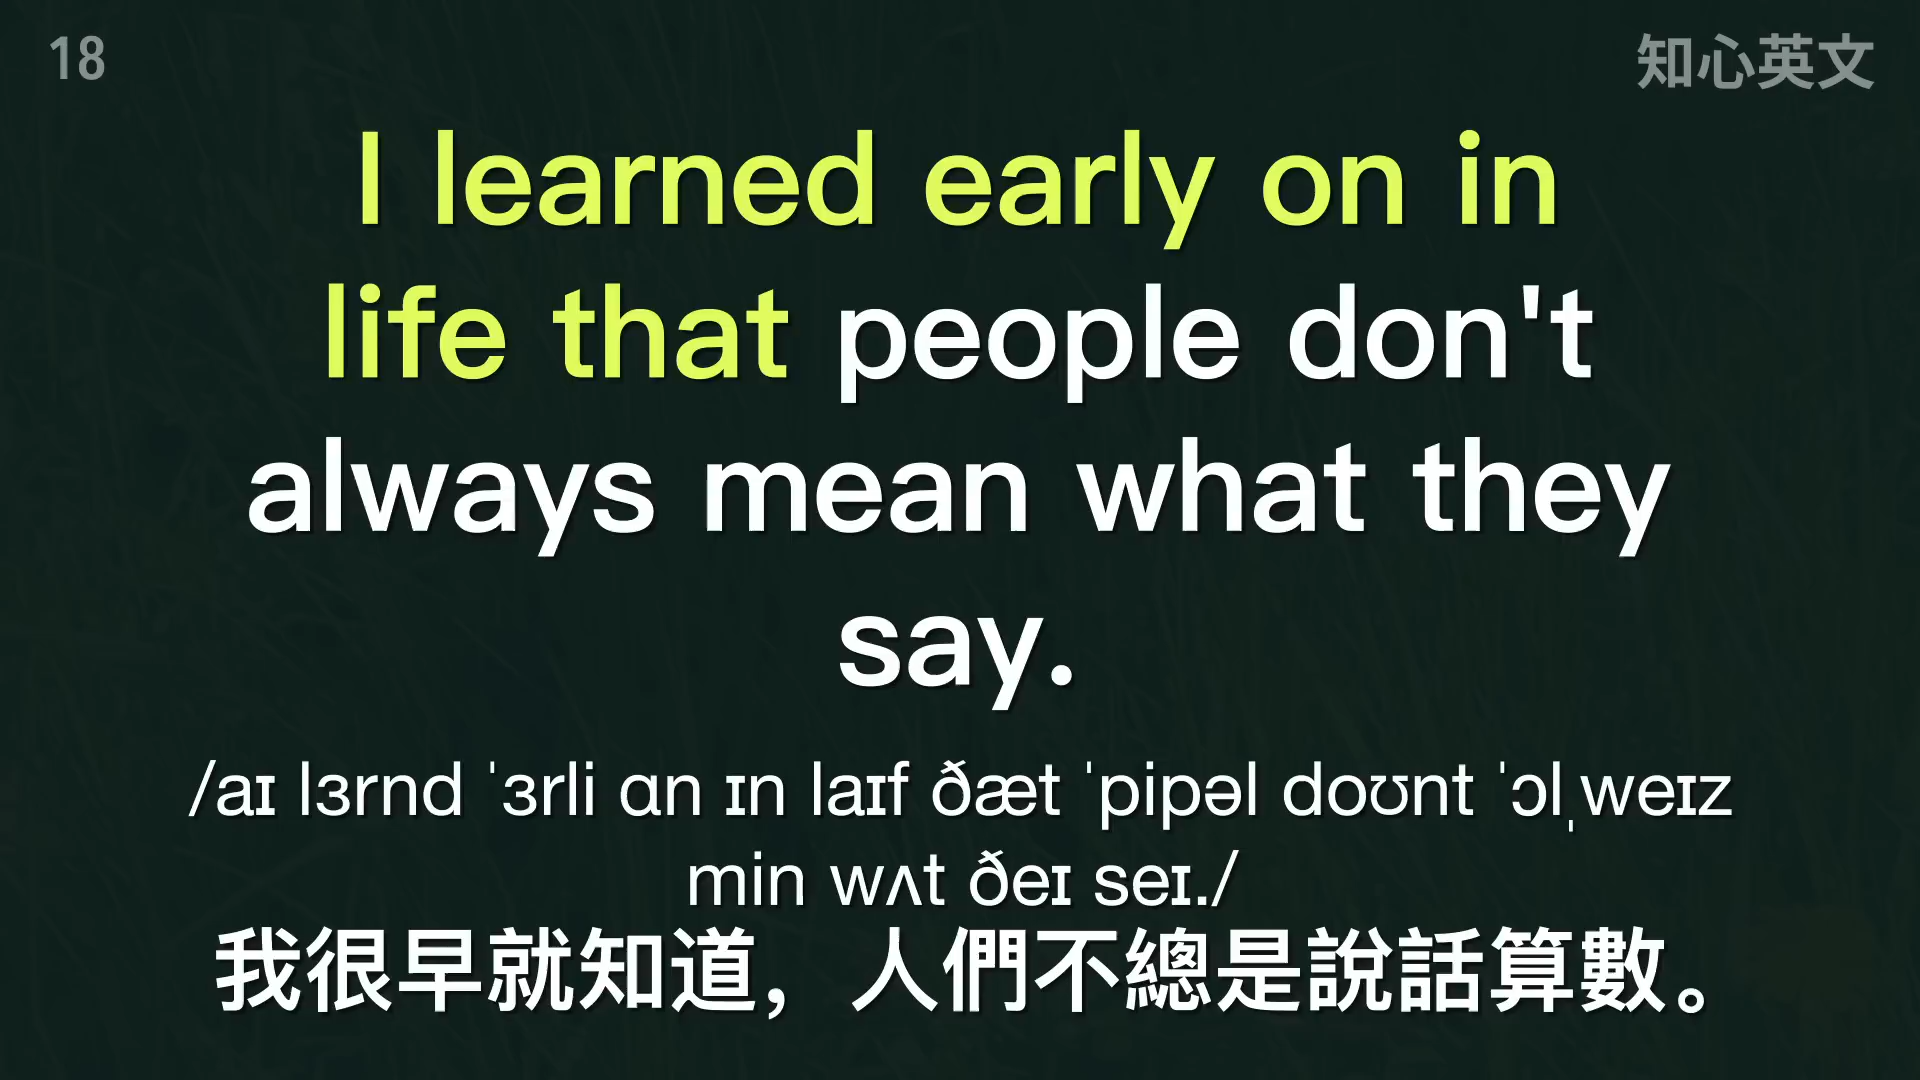 18
知心英文
I learned early on in
life that people don't
always mean what they
say.
/aɪ lɜrnd ˈɜrli ɑn ɪn laɪf ðæt ˈpipəl doʊnt ˈɔlˌweɪz
min wʌt ðeɪ seɪ./
我很早就知道，人們不總是說話算數。